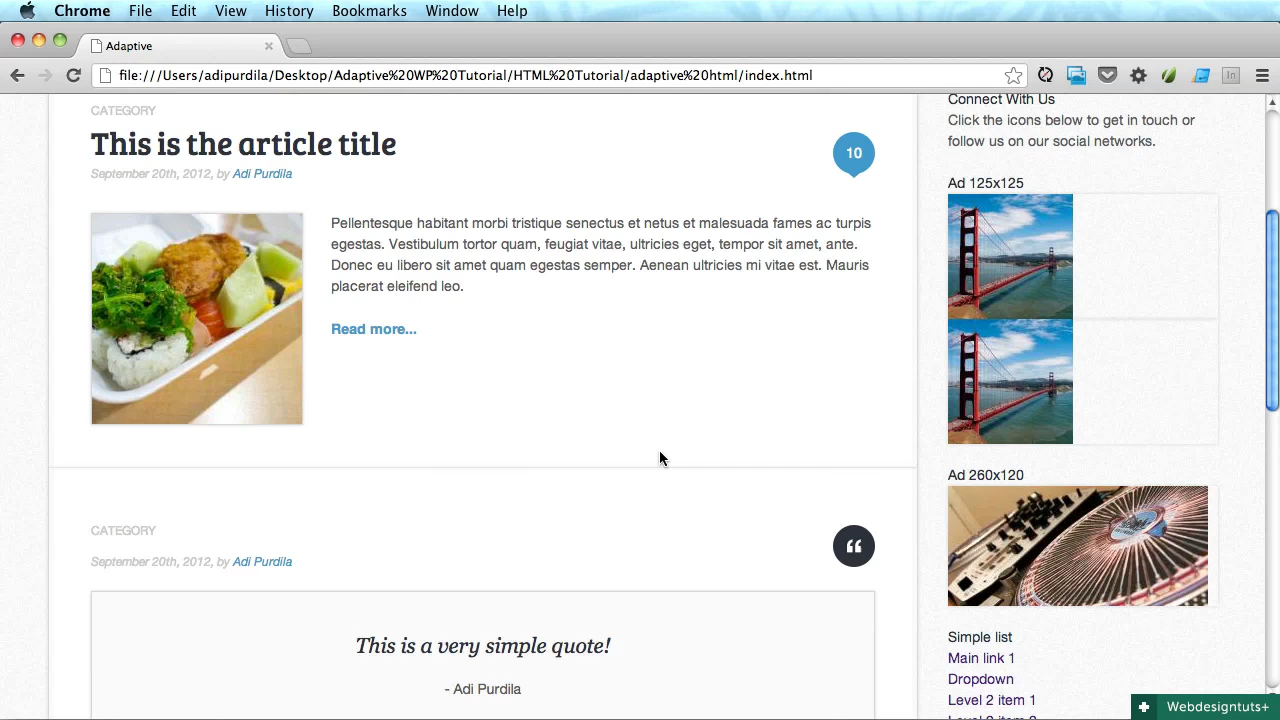 Chrome File Edit View History Bookmarks Window Help
Adaptive
file:///Users/adipurdila/Desktop/Adaptive%20WP%20Tutorial/HTML%20Tutorial/adaptive%20html/index.html
CATEGORY
This is the article title
10
September 20th, 2012, by Adi Purdila
Pellentesque habitant morbi tristique senectus et netus et malesuada fames ac turpis
egestas. Vestibulum tortor quam, feugiat vitae, ultricies eget, tempor sit amet, ante.
Donec eu libero sit amet quam egestas semper. Aenean ultricies mi vitae est. Mauris
placerat eleifend leo.
Read more...
CATEGORY
September 20th, 2012, by Adi Purdila
“
This is a very simple quote!
- Adi Purdila
Connect With Us
Click the icons below to get in touch or
follow us on our social networks.
Ad 125x125
Ad 260x120
Simple list
Main link 1
Dropdown
Level 2 item 1
Webdesigntuts+